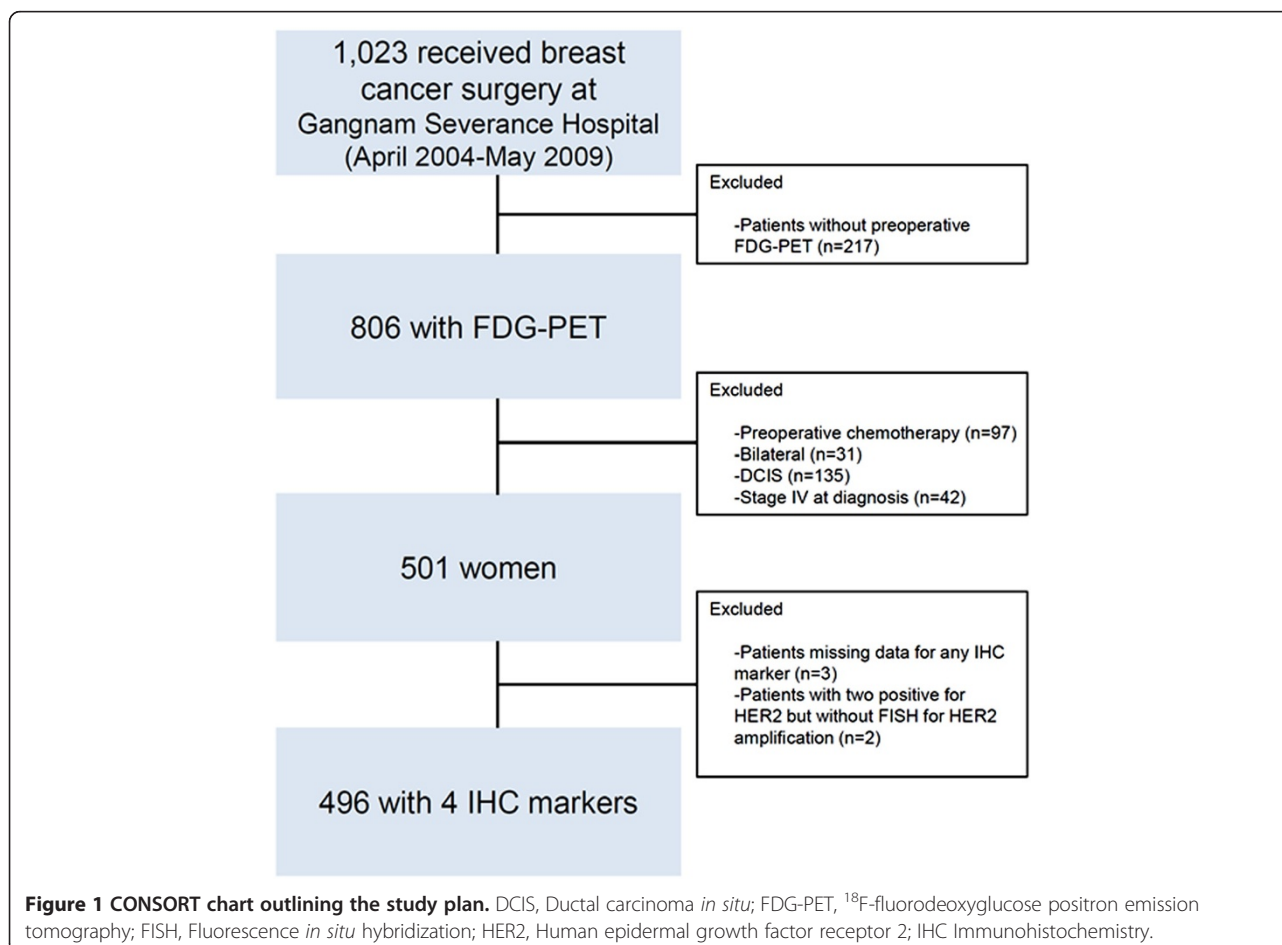 1,023 received breast
cancer surgery at
Gangnam Severance Hospital
(April 2004-May 2009)
Excluded
-Patients without preoperative
FDG-PET (n=217)
806 with FDG-PET
Excluded
-Preoperative chemotherapy (n=97)
-Bilateral (n=31)
-DCIS (n=135)
-Stage IV at diagnosis (n=42)
501 women
Excluded
-Patients missing data for any IHC
marker (n=3)
-Patients with two positive for
HER2 but without FISH for HER2
amplification (n=2)
496 with 4 IHC markers
Figure 1 CONSORT chart outlining the study plan. DCIS, Ductal carcinoma in situ; FDG-PET, ¹⁸F-fluorodeoxyglucose positron emission
tomography; FISH, Fluorescence in situ hybridization; HER2, Human epidermal growth factor receptor 2; IHC Immunohistochemistry.